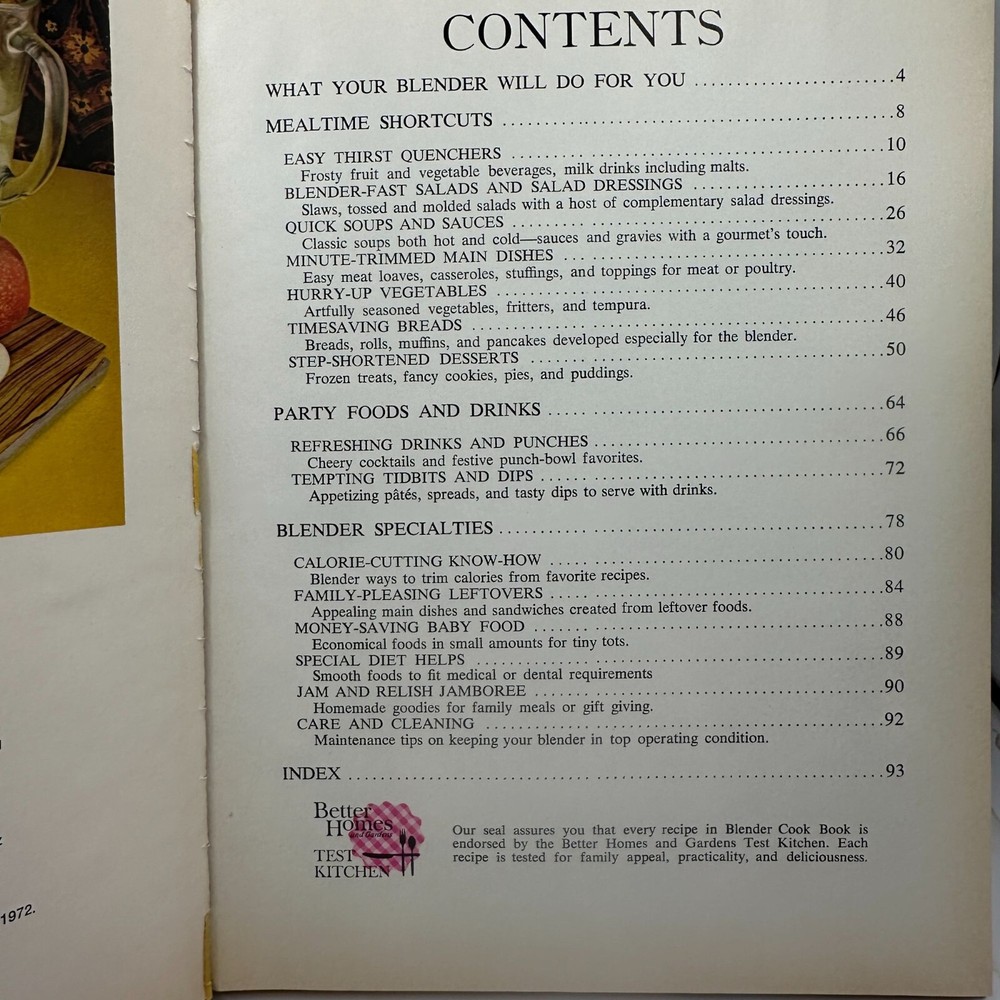 CONTENTS
WHAT YOUR BLENDER WILL DO FOR YOU ........................4
MEALTIME SHORTCUTS ................................................8
EASY THIRST QUENCHERS ..............................................10
Frosty fruit and vegetable beverages, milk drinks including malts.
BLENDER-FAST SALADS AND SALAD DRESSINGS ........................16
Slaws, tossed and molded salads with a host of complementary salad dressings.
QUICK SOUPS AND SAUCES ..............................................26
Classic soups both hot and cold—sauces and gravies with a gourmet's touch.
MINUTE-TRIMMED MAIN DISHES ........................................32
Easy meat loaves, casseroles, stuffings, and toppings for meat or poultry.
HURRY-UP VEGETABLES ................................................40
Artfully seasoned vegetables, fritters, and tempura.
TIMESAVING BREADS ..................................................46
Breads, rolls, muffins, and pancakes developed especially for the blender.
STEP-SHORTENED DESSERTS ............................................50
Frozen treats, fancy cookies, pies, and puddings.
PARTY FOODS AND DRINKS ............................................64
REFRESHING DRINKS AND PUNCHES ....................................66
Cheery cocktails and festive punch-bowl favorites.
TEMPTING TIDBITS AND DIPS ..........................................72
Appetizing pâtés, spreads, and tasty dips to serve with drinks.
BLENDER SPECIALTIES ................................................78
CALORIE-CUTTING KNOW-HOW ..........................................80
Blender ways to trim calories from favorite recipes.
FAMILY-PLEASING LEFTOVERS ..........................................84
Appealing main dishes and sandwiches created from leftover foods.
MONEY-SAVING BABY FOOD ............................................88
Economical foods in small amounts for tiny tots.
SPECIAL DIET HELPS ..................................................89
Smooth foods to fit medical or dental requirements
JAM AND RELISH JAMBOREE ............................................90
Homemade goodies for family meals or gift giving.
CARE AND CLEANING ..................................................92
Maintenance tips on keeping your blender in top operating condition.
INDEX ................................................................93
Better
Homes
and Gardens
TEST
KITCHEN
Our seal assures you that every recipe in Blender Cook Book is
endorsed by the Better Homes and Gardens Test Kitchen. Each
recipe is tested for family appeal, practicality, and deliciousness.
1972.